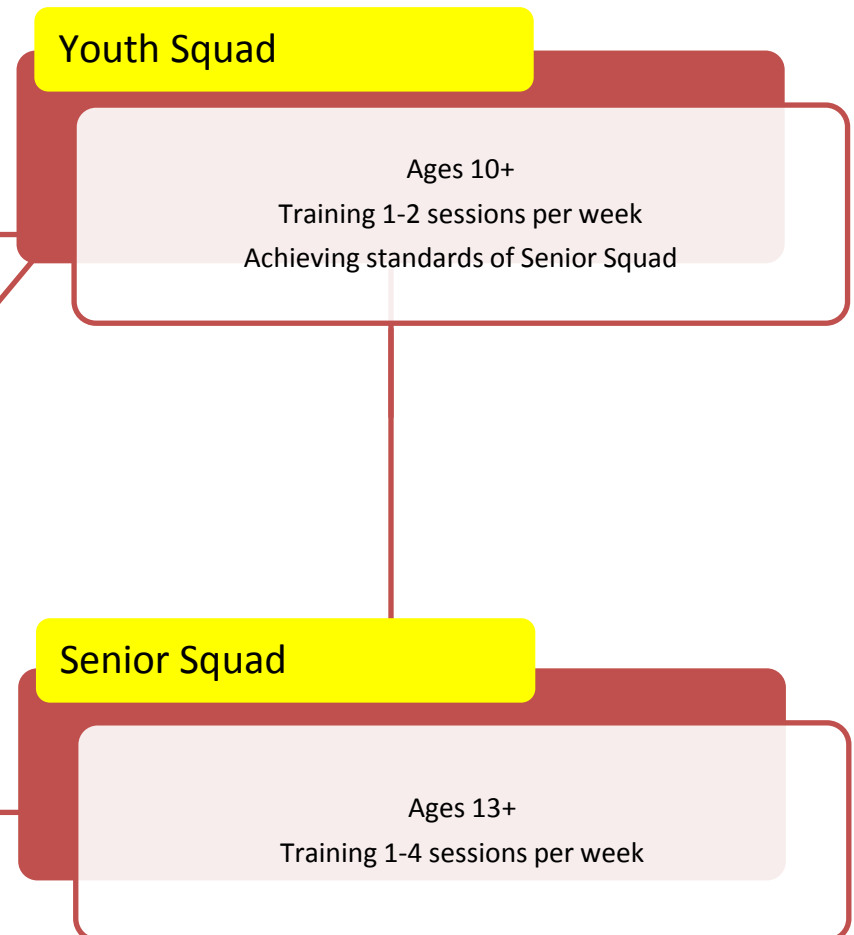 Youth Squad
Ages 10+
Training 1-2 sessions per week
Achieving standards of Senior Squad
Senior Squad
Ages 13+
Training 1-4 sessions per week